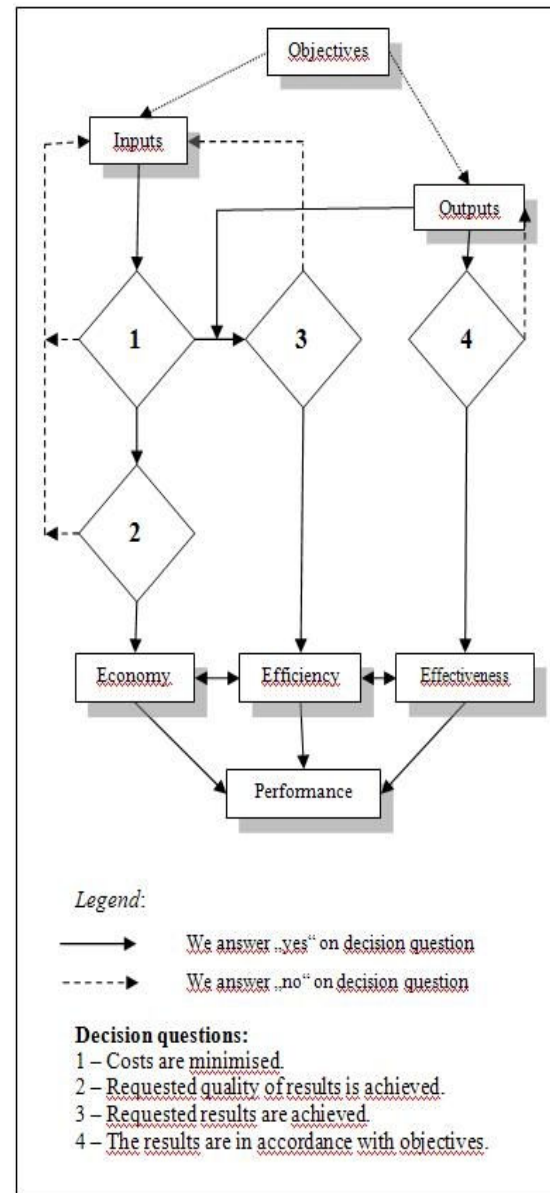 Objectives
Inputs
Outputs
1
3
4
2
Economy
Efficiency
Effectiveness
Performance
Legend:
We answer „yes“ on decision question
We answer „no“ on decision question
Decision questions:
1 – Costs are minimised.
2 – Requested quality of results is achieved.
3 – Requested results are achieved.
4 – The results are in accordance with objectives.